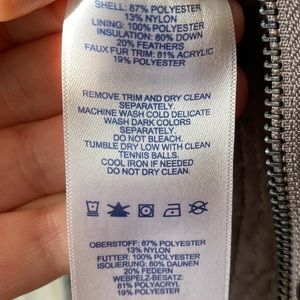 SHELL: 87% POLYESTER
13% NYLON
LINING: 100% POLYESTER
INSULATION: 80% DOWN
20% FEATHERS
FAUX FUR TRIM: 81% ACRYLIC
19% POLYESTER
REMOVE TRIM AND DRY CLEAN
SEPARATELY.
MACHINE WASH COLD DELICATE
WASH DARK COLORS
SEPARATELY.
DO NOT BLEACH.
TUMBLE DRY LOW WITH CLEAN
TENNIS BALLS.
COOL IRON IF NEEDED.
DO NOT DRY CLEAN
OBERSTOFF: 87% POLYESTER
13% NYLON
FUTTER: 100% POLYESTER
ISOLIERUNG: 80% DAUNEN
20% FEDERN
WEBPELZ-BESATZ:
81% POLYACRYL
19% POLYESTER